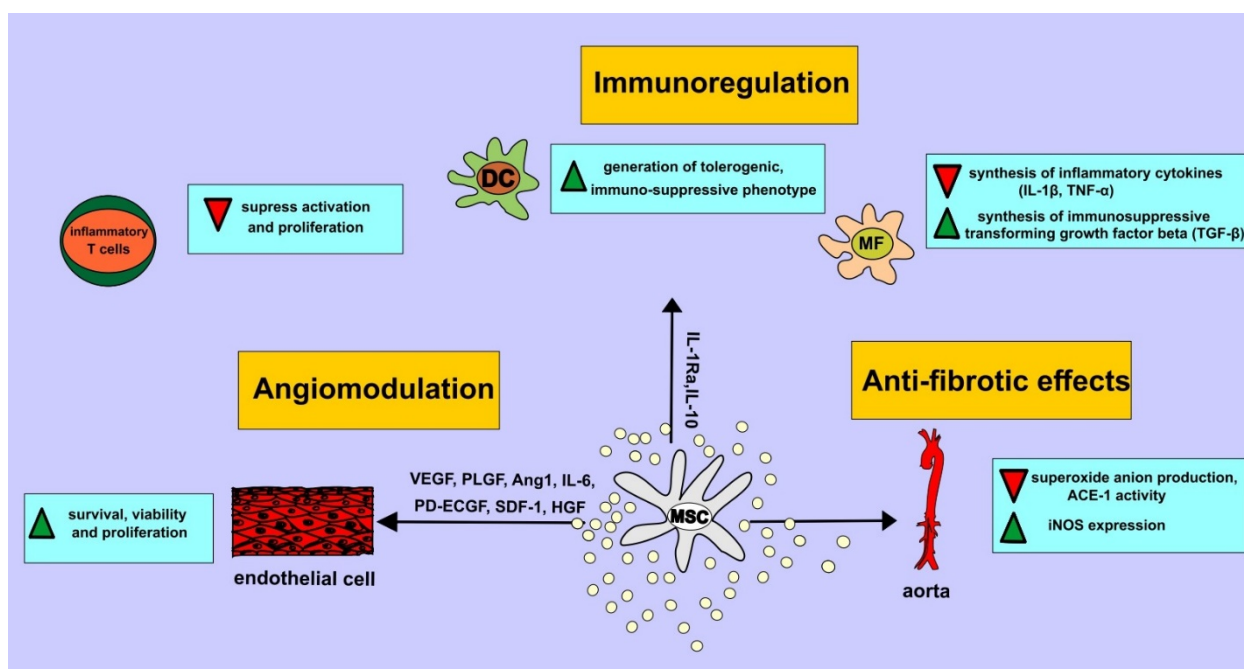 Immunoregulation
DC
generation of tolerogenic,
immuno-suppressive phenotype
synthesis of inflammatory cytokines
(IL-1β, TNF-α)
synthesis of immunosuppressive
transforming growth factor beta (TGF-β)
MF
inflammatory
T cells
supress activation
and proliferation
IL-1Ra,IL-10
Angiomodulation
Anti-fibrotic effects
VEGF, PLGF, Ang1, IL-6,
PD-ECGF, SDF-1, HGF
MSC
survival, viability
and proliferation
endothelial cell
superoxide anion production,
ACE-1 activity
iNOS expression
aorta